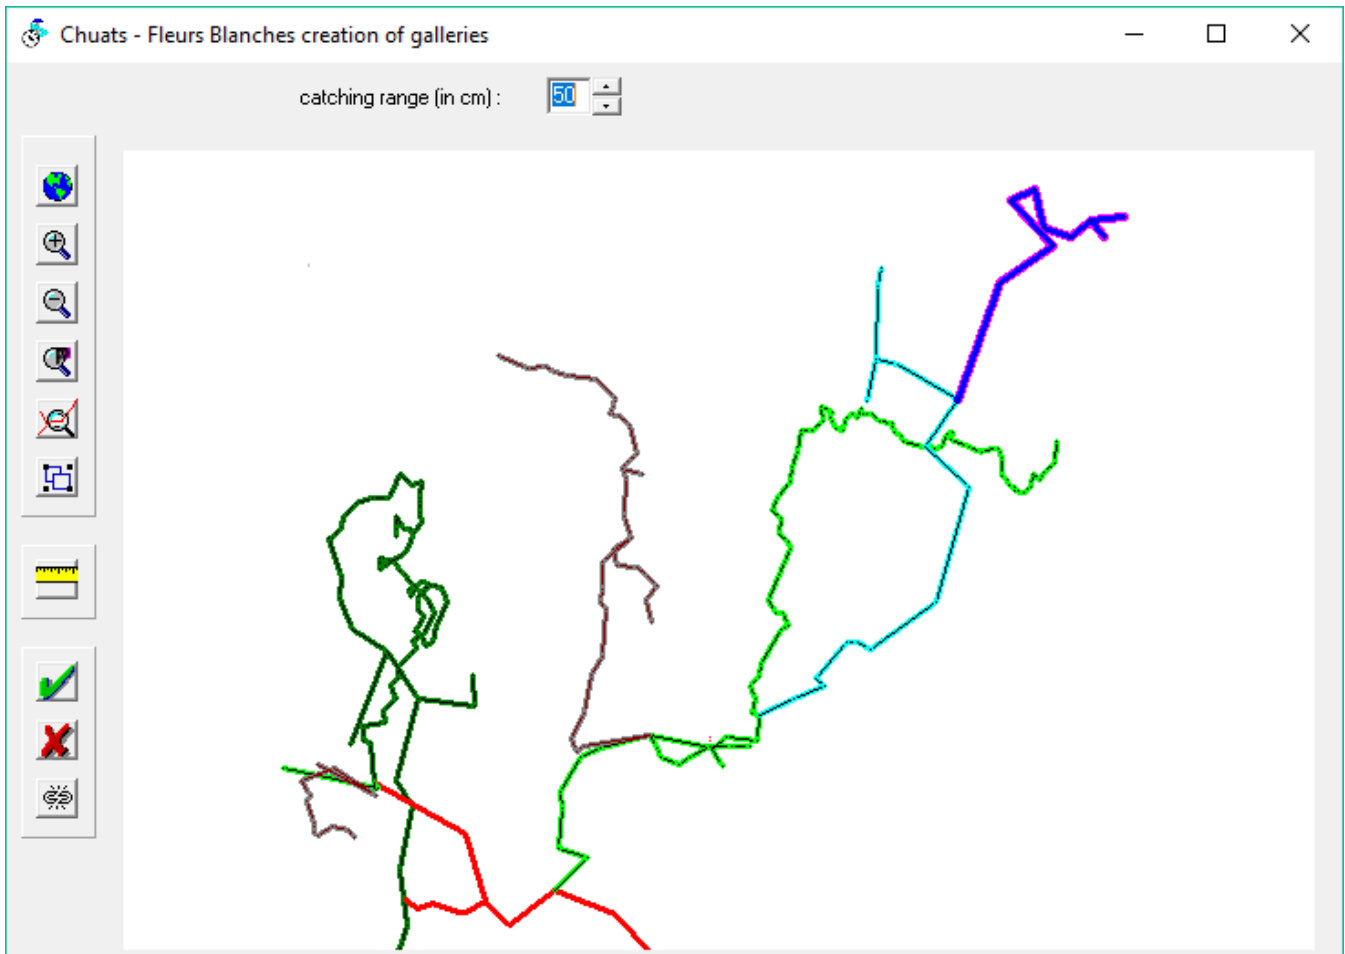 Chuats - Fleurs Blanches creation of galleries
catching range (in cm) :
50